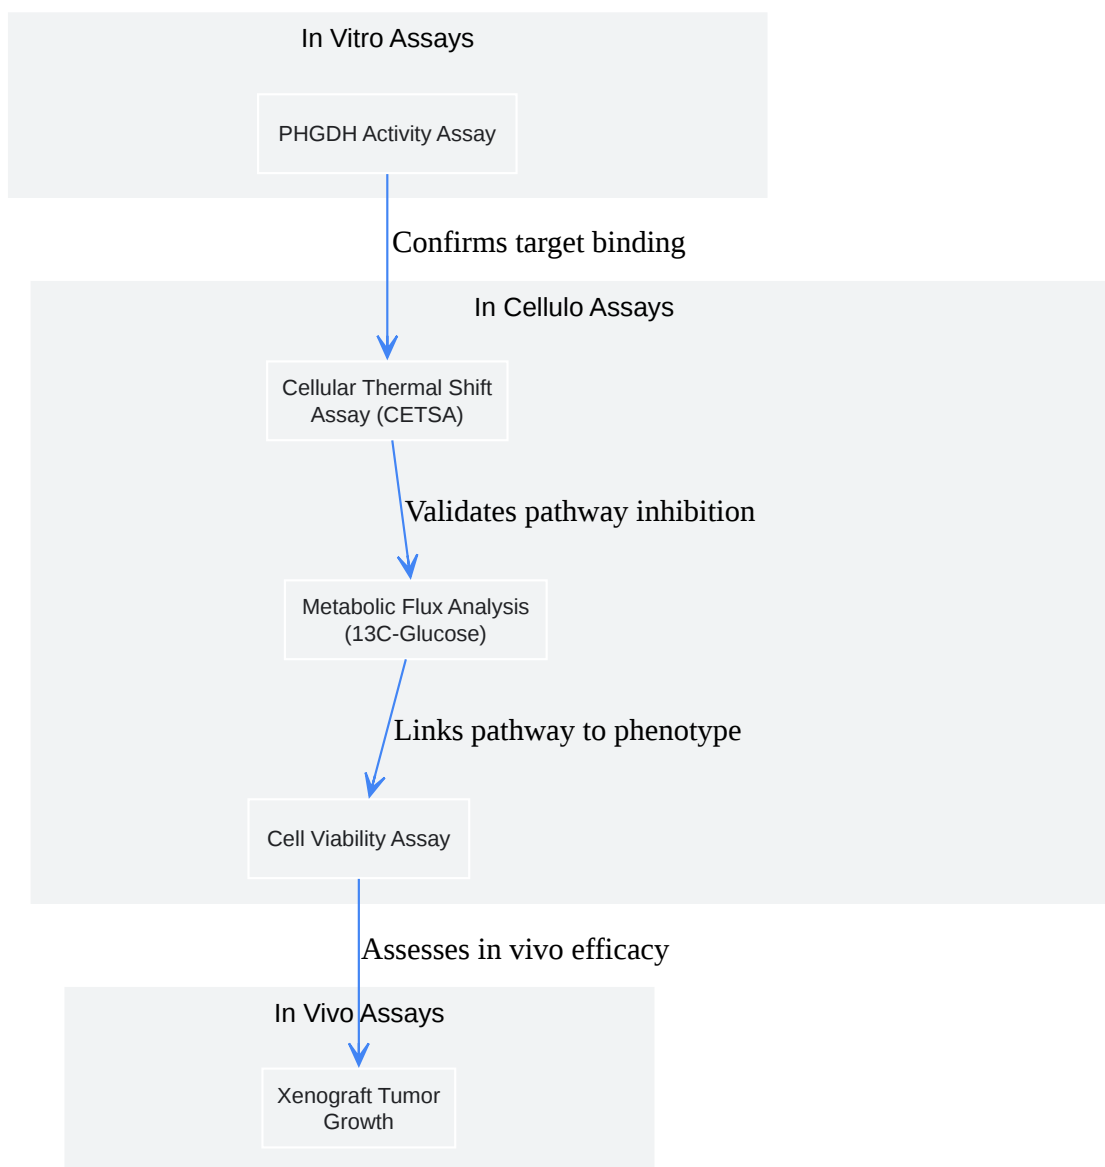 In Vitro Assays
PHGDH Activity Assay
Confirms target binding
In Cellulo Assays
Cellular Thermal Shift
Assay (CETSA)
Validates pathway inhibition
Metabolic Flux Analysis
(13C-Glucose)
Links pathway to phenotype
Cell Viability Assay
Assesses in vivo efficacy
In Vivo Assays
Xenograft Tumor
Growth